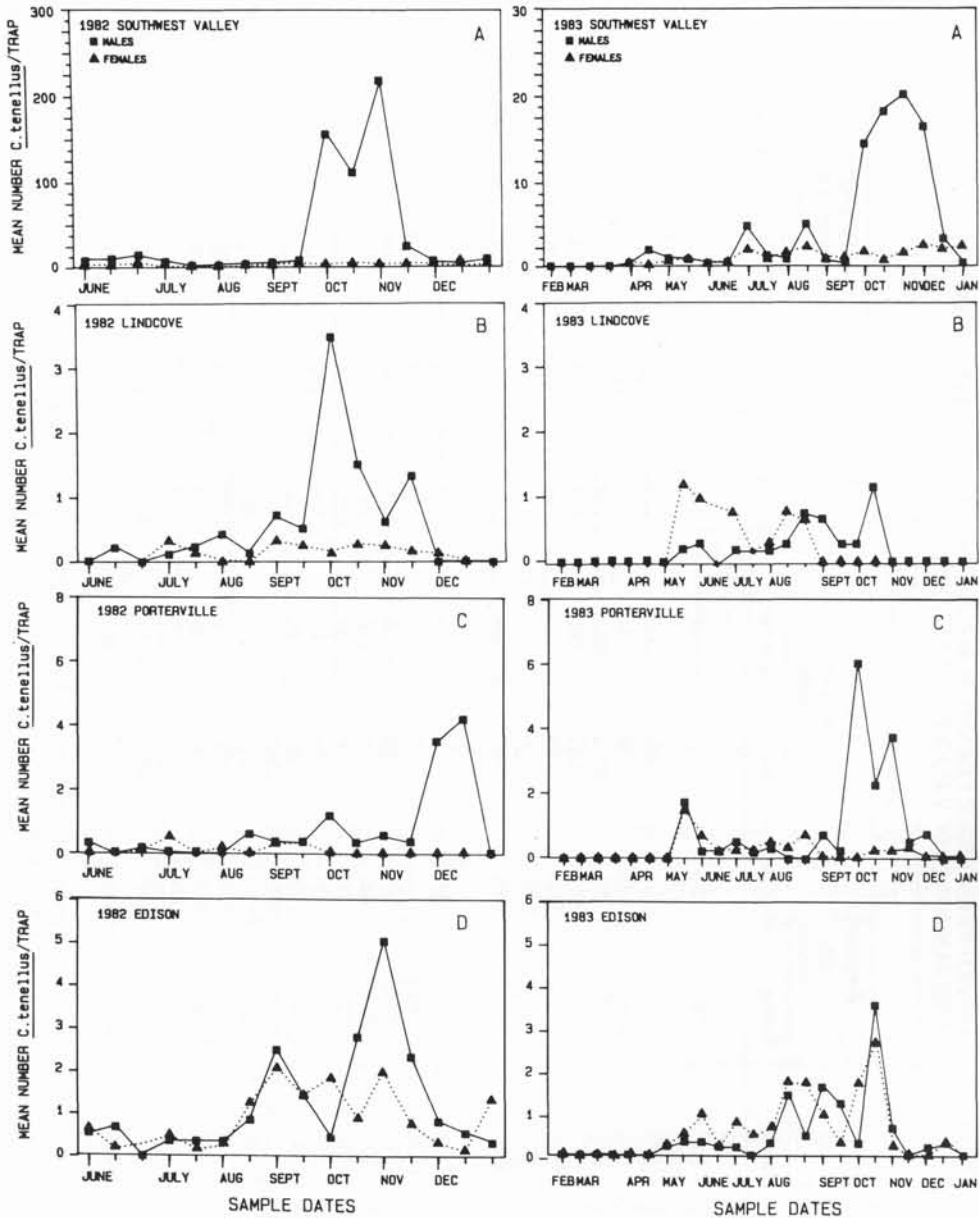 1982 SOUTHWEST VALLEY
A
■ MALES
▲ FEMALES
MEAN NUMBER C.tenellus/TRAP
300
200
100
0
JUNE JULY AUG SEPT OCT NOV DEC
1983 SOUTHWEST VALLEY
A
■ MALES
▲ FEMALES
30
20
10
0
FEB MAR APR MAY JUNE JULY AUG SEPT OCT NOV DEC JAN
1982 LINDCOVE
B
MEAN NUMBER C.tenellus/TRAP
4
3
2
1
0
JUNE JULY AUG SEPT OCT NOV DEC
1983 LINDCOVE
B
4
3
2
1
0
FEB MAR APR MAY JUNE JULY AUG SEPT OCT NOV DEC JAN
1982 PORTERVILLE
C
MEAN NUMBER C.tenellus/TRAP
8
6
4
2
0
JUNE JULY AUG SEPT OCT NOV DEC
1983 PORTERVILLE
C
8
6
4
2
0
FEB MAR APR MAY JUNE JULY AUG SEPT OCT NOV DEC JAN
1982 EDISON
D
MEAN NUMBER C.tenellus/TRAP
6
5
4
3
2
1
0
JUNE JULY AUG SEPT OCT NOV DEC
SAMPLE DATES
1983 EDISON
D
6
5
4
3
2
1
0
FEB MAR APR MAY JUNE JULY AUG SEPT OCT NOV DEC JAN
SAMPLE DATES